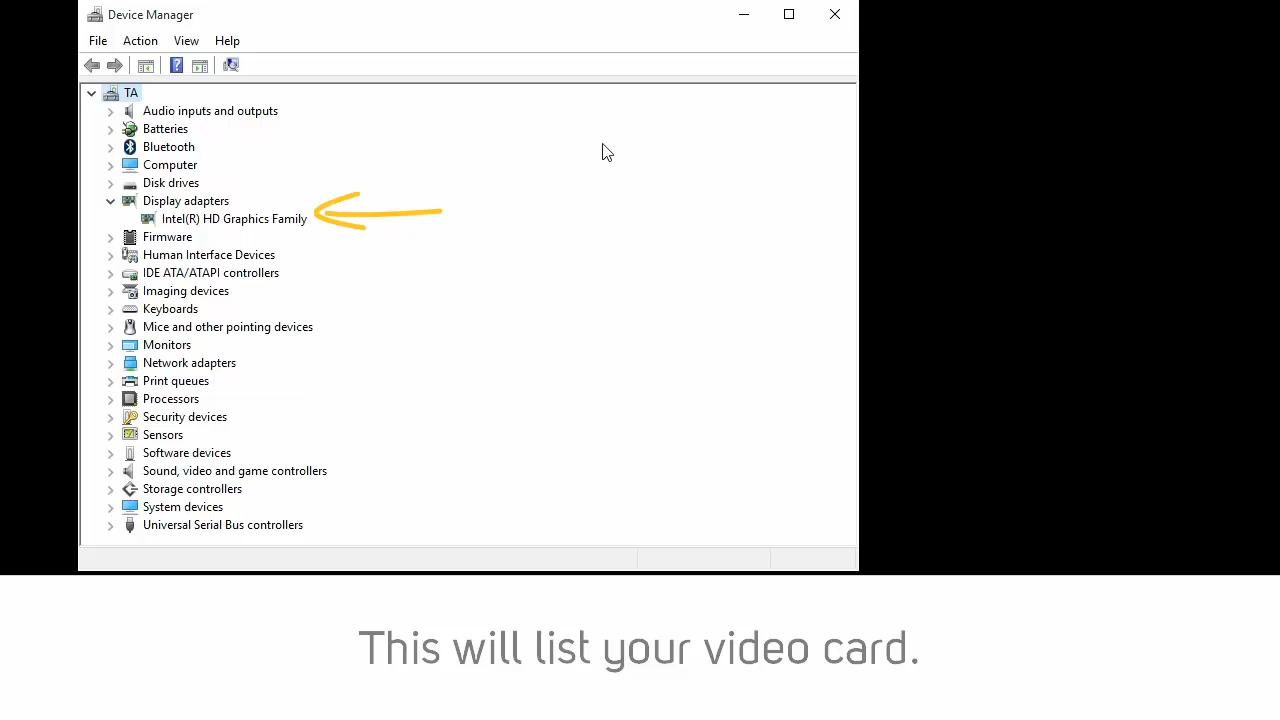 Device Manager
File Action View Help
TA
Audio inputs and outputs
Batteries
Bluetooth
Computer
Disk drives
Display adapters
Intel(R) HD Graphics Family
Firmware
Human Interface Devices
IDE ATA/ATAPI controllers
Imaging devices
Keyboards
Mice and other pointing devices
Monitors
Network adapters
Print queues
Processors
Security devices
Sensors
Software devices
Sound, video and game controllers
Storage controllers
System devices
Universal Serial Bus controllers
This will list your video card.